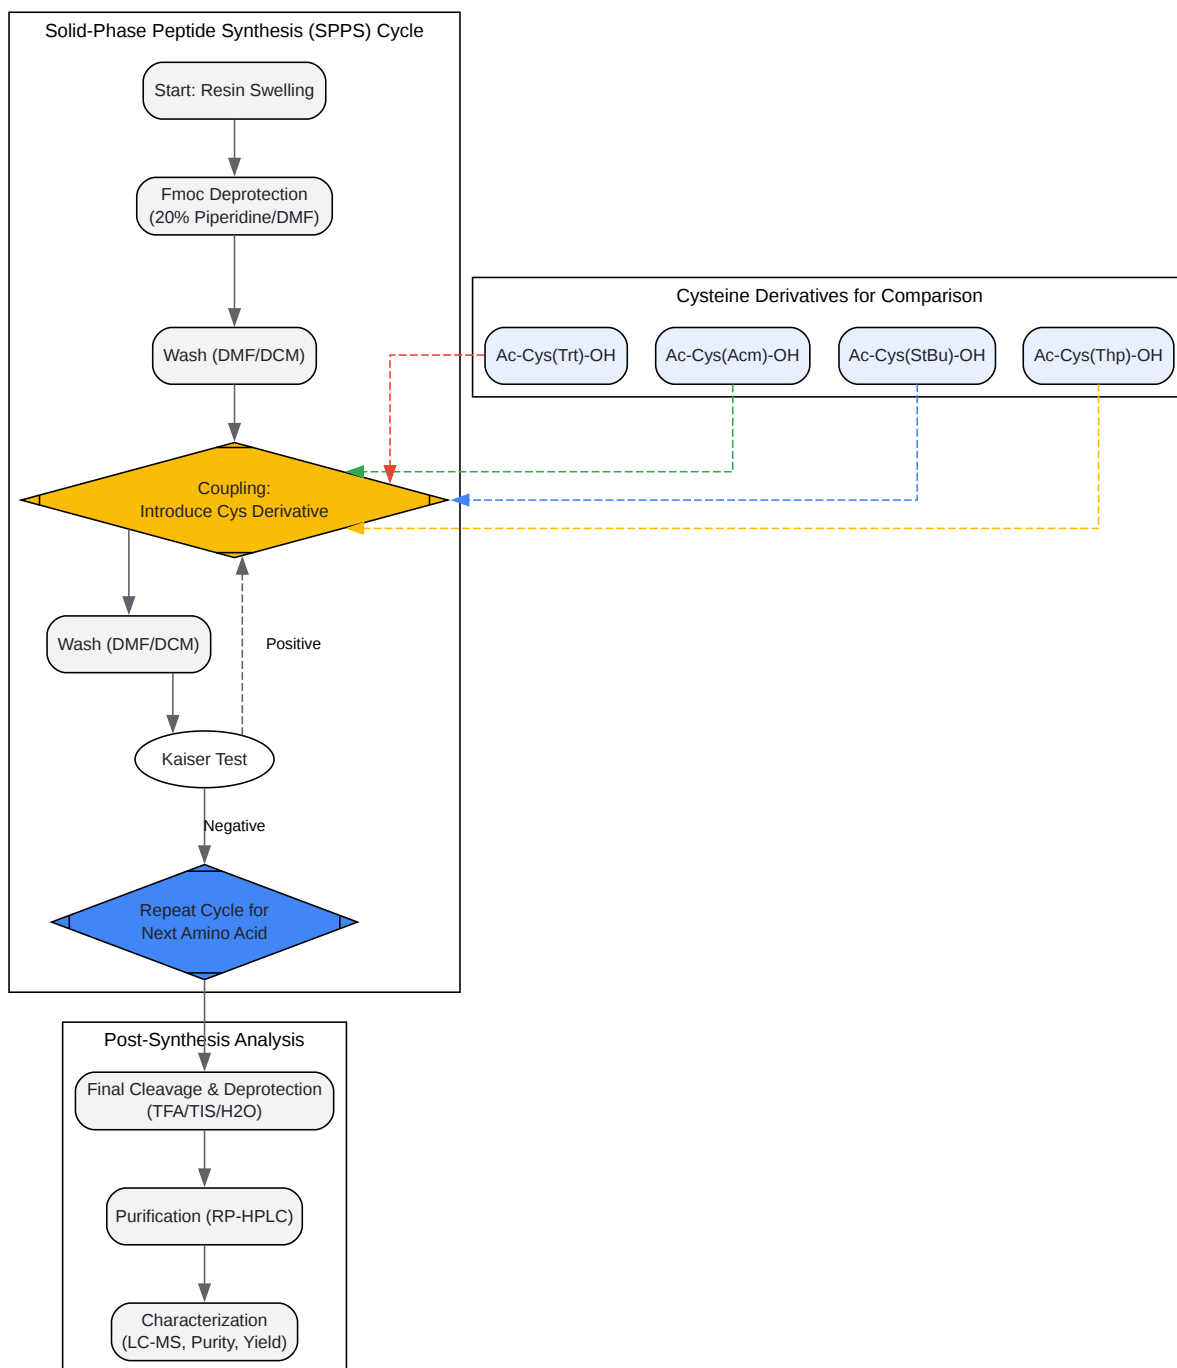 Solid-Phase Peptide Synthesis (SPPS) Cycle
Start: Resin Swelling
Fmoc Deprotection
(20% Piperidine/DMF)
Wash (DMF/DCM)
Cysteine Derivatives for Comparison
Ac-Cys(Trt)-OH
Ac-Cys(Acm)-OH
Ac-Cys(StBu)-OH
Ac-Cys(Thp)-OH
Coupling:
Introduce Cys Derivative
Wash (DMF/DCM)
Positive
Kaiser Test
Negative
Repeat Cycle for
Next Amino Acid
Post-Synthesis Analysis
Final Cleavage & Deprotection
(TFA/TIS/H2O)
Purification (RP-HPLC)
Characterization
(LC-MS, Purity, Yield)